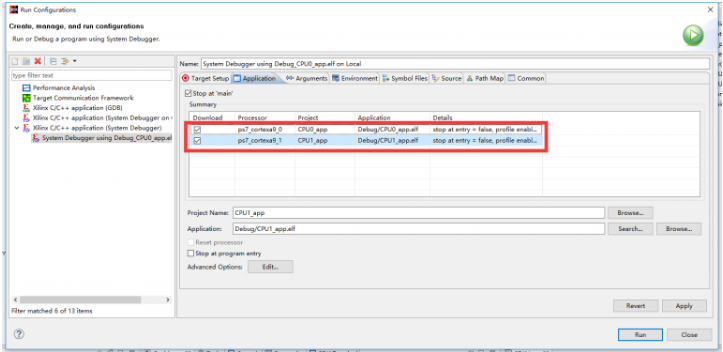 Run Configurations
Create, manage, and run configurations
Run or Debug a program using System Debugger.
Name: System Debugger using Debug_CPU0_app.elf on Local
type filter text
Target Setup Application Arguments Environment Symbol Files Source Path Map Common
Performance Analysis
Target Communication Framework
Xilinx C/C++ application (GDB)
Xilinx C/C++ application (System Debugger on
Xilinx C/C++ application (System Debugger)
System Debugger using Debug_CPU0_app.el
Stop at 'main'
Summary
Download Processor Project Application Details
ps7_cortexa9_0 CPU0_app Debug/CPU0_app.elf stop at entry = false, profile enabl...
ps7_cortexa9_1 CPU1_app Debug/CPU1_app.elf stop at entry = false, profile enabl...
Project Name: CPU1_app Browse...
Application: Debug/CPU1_app.elf Search... Browse...
Reset processor
Stop at program entry
Advanced Options: Edit...
Filter matched 6 of 13 items
Revert Apply
Run Close